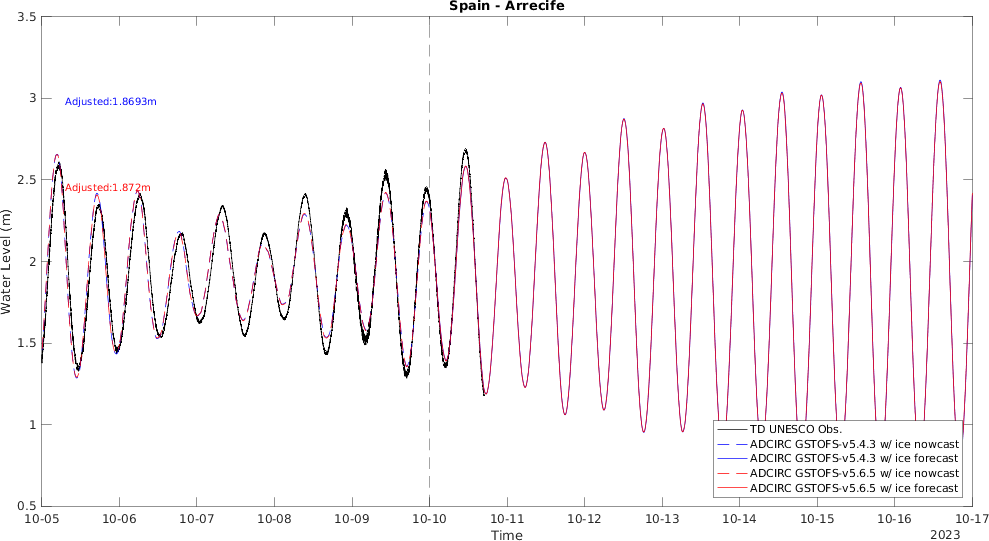 Spain - Arrecife
3.5
3
2.5
2
1.5
1
0.5
Water Level (m)
Adjusted:1.8693m
Adjusted:1.872m
TD UNESCO Obs.
ADCIRC GSTOFS-v5.4.3 w/ ice nowcast
ADCIRC GSTOFS-v5.4.3 w/ ice forecast
ADCIRC GSTOFS-v5.6.5 w/ ice nowcast
ADCIRC GSTOFS-v5.6.5 w/ ice forecast
10-05 10-06 10-07 10-08 10-09 10-10 10-11 10-12 10-13 10-14 10-15 10-16 10-17
Time
2023